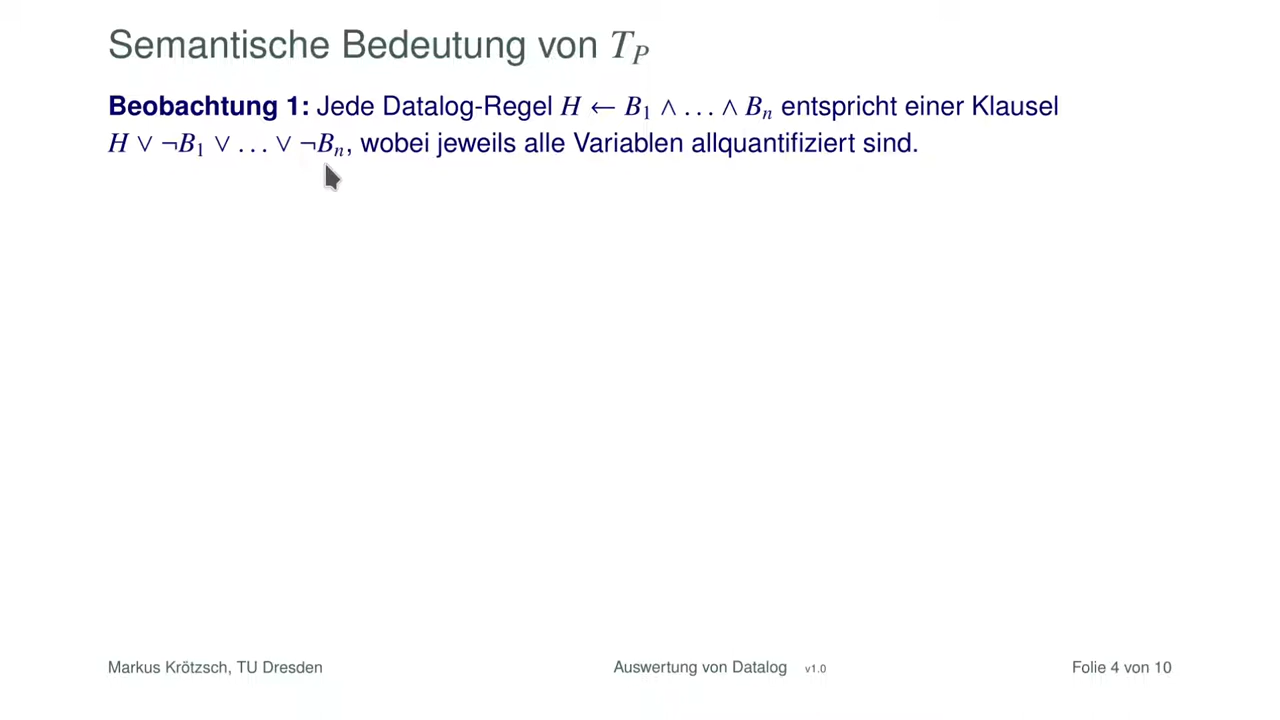 Semantische Bedeutung von T_P
Beobachtung 1: Jede Datalog-Regel H ← B₁ ∧ . . . ∧ Bₙ entspricht einer Klausel
H ∨ ¬B₁ ∨ . . . ∨ ¬Bₙ, wobei jeweils alle Variablen allquantifiziert sind.
Markus Krötzsch, TU Dresden Auswertung von Datalog v1.0 Folie 4 von 10